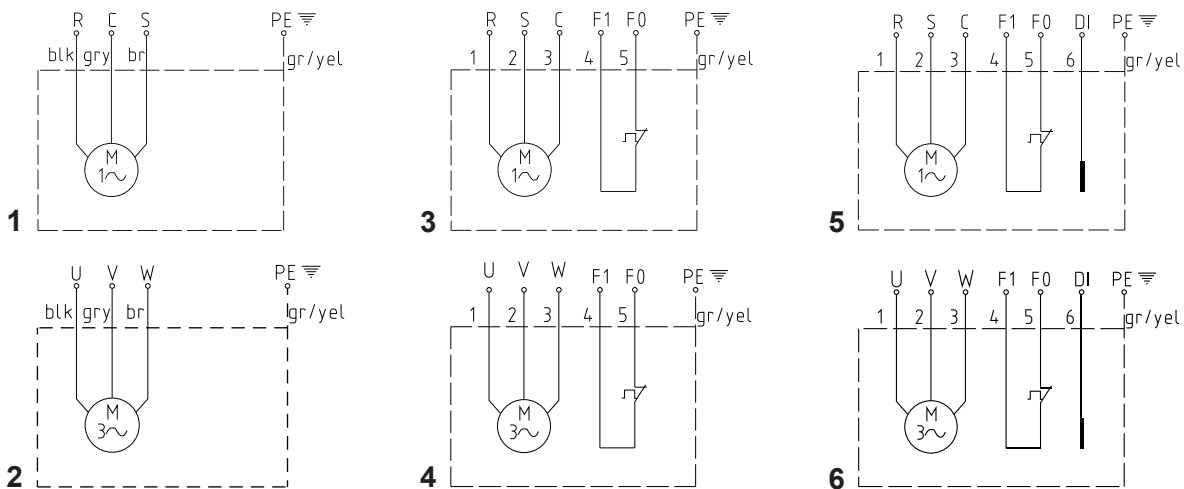 R C S PE
blk gry br gr/yel
M
1~
1
R S C F1 F0 PE
1 2 3 4 5 gr/yel
M
1~
3
R S C F1 F0 DI PE
1 2 3 4 5 6 gr/yel
M
1~
5
U V W PE
blk gry br gr/yel
M
3~
2
U V W F1 F0 PE
1 2 3 4 5 gr/yel
M
3~
4
U V W F1 F0 DI PE
1 2 3 4 5 6 gr/yel
M
3~
6